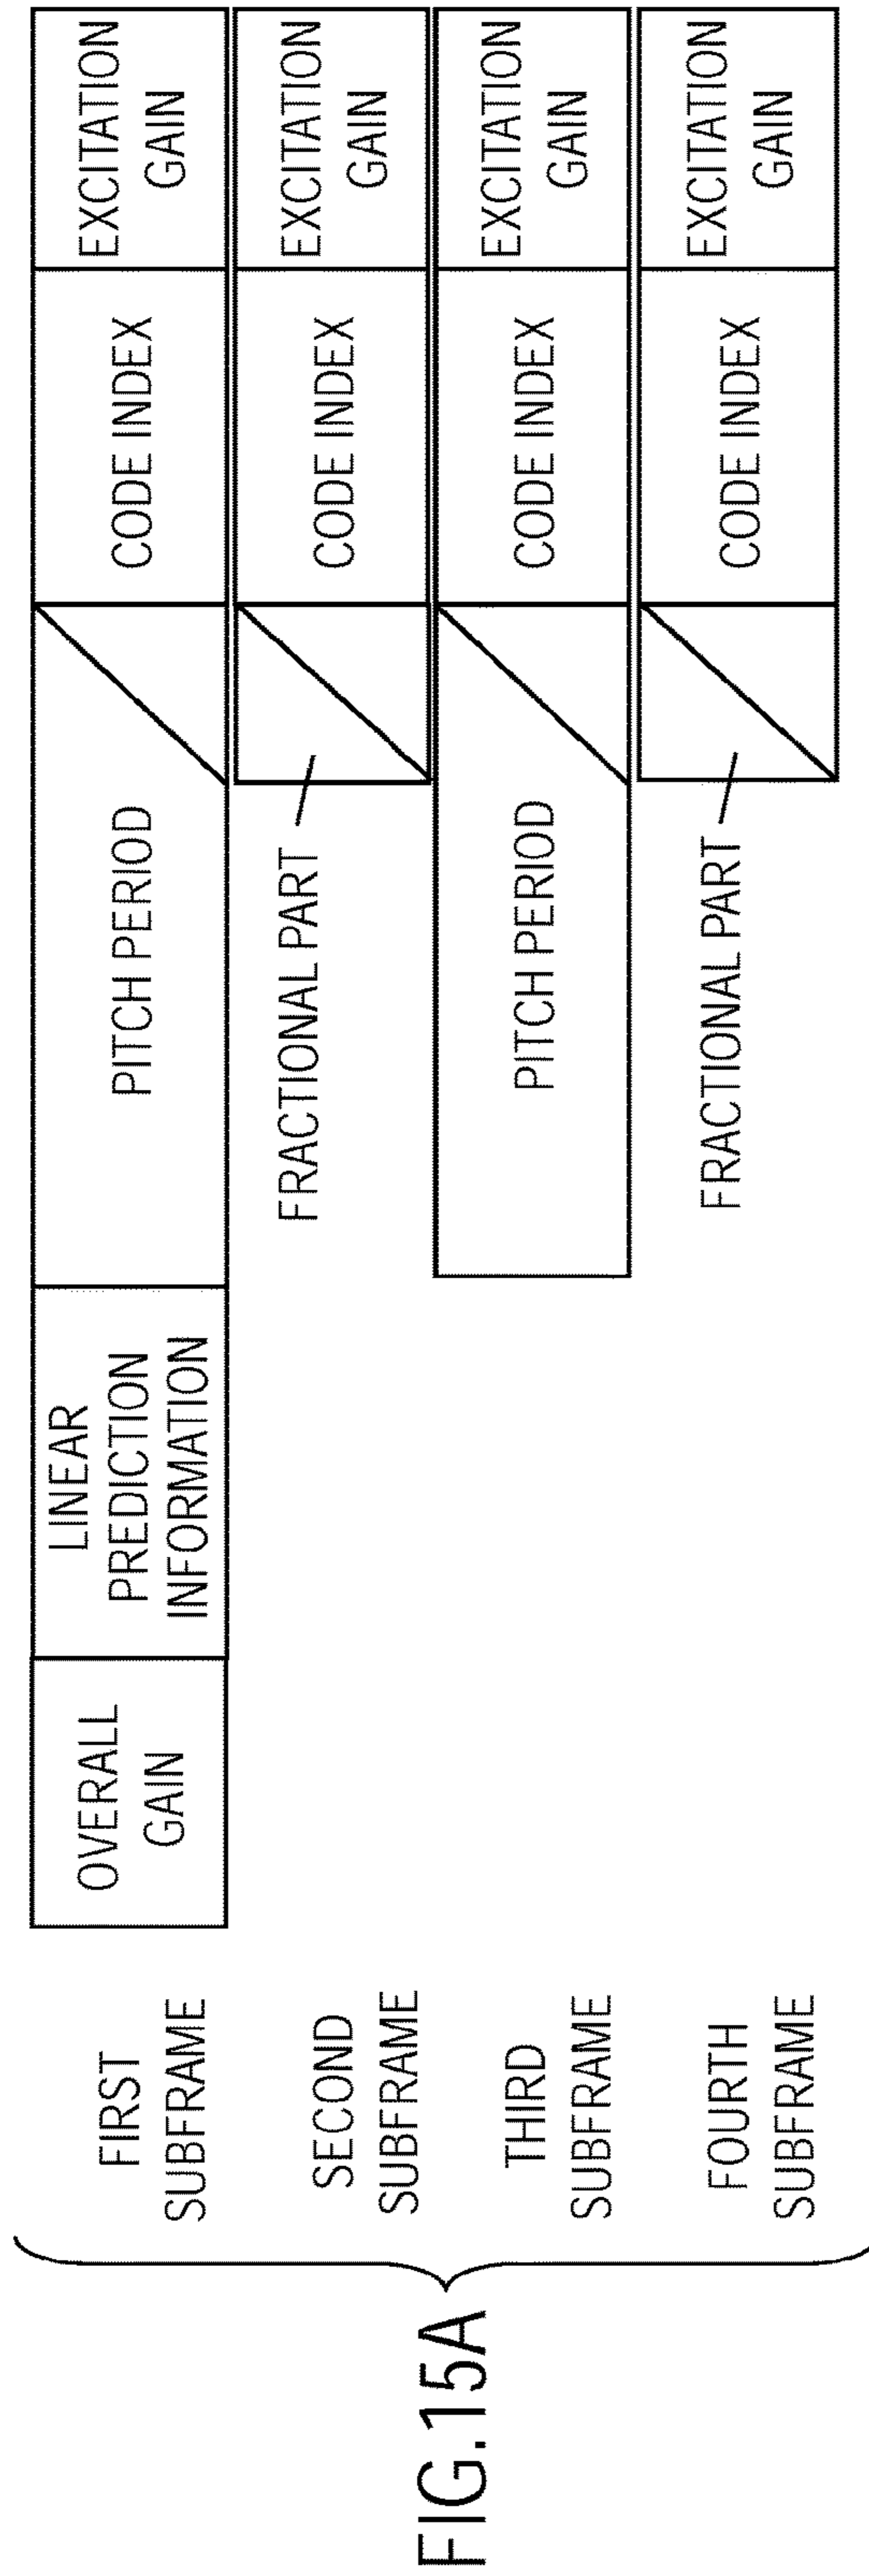 FIG.15A
FIRST
SUBFRAME
OVERALL
GAIN
LINEAR
PREDICTION
INFORMATION
PITCH PERIOD
CODE INDEX
EXCITATION
GAIN
SECOND
SUBFRAME
FRACTIONAL PART
CODE INDEX
EXCITATION
GAIN
THIRD
SUBFRAME
PITCH PERIOD
CODE INDEX
EXCITATION
GAIN
FOURTH
SUBFRAME
FRACTIONAL PART
CODE INDEX
EXCITATION
GAIN